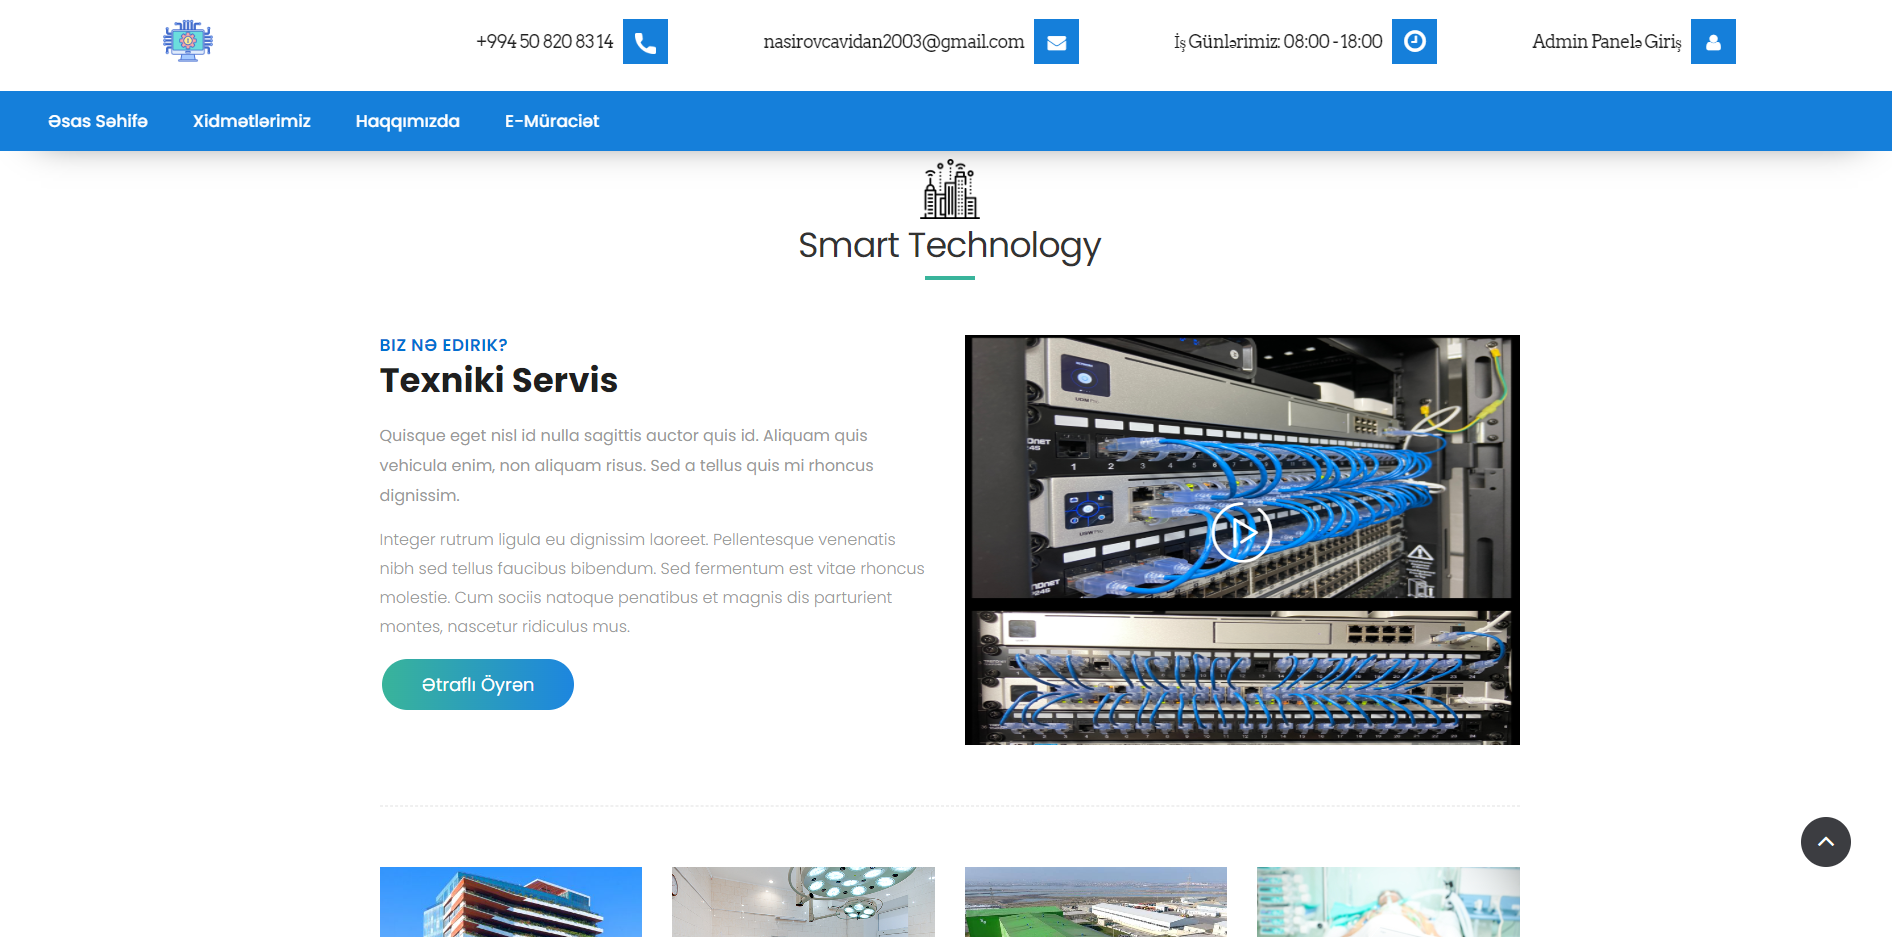 +994 50 820 83 14
nasirovcavidan2003@gmail.com
İş Günlərimiz: 08:00 - 18:00
Admin Panelə Giriş
Əsas Səhifə
Xidmətlərimiz
Haqqımızda
E-Müraciət
Smart Technology
BIZ NƏ EDIRIK?
Texniki Servis
Quisque eget nisl id nulla sagittis auctor quis id. Aliquam quis
vehicula enim, non aliquam risus. Sed a tellus quis mi rhoncus
dignissim.
Integer rutrum ligula eu dignissim laoreet. Pellentesque venenatis
nibh sed tellus faucibus bibendum. Sed fermentum est vitae rhoncus
molestie. Cum sociis natoque penatibus et magnis dis parturient
montes, nascetur ridiculus mus.
Ətraflı Öyrən